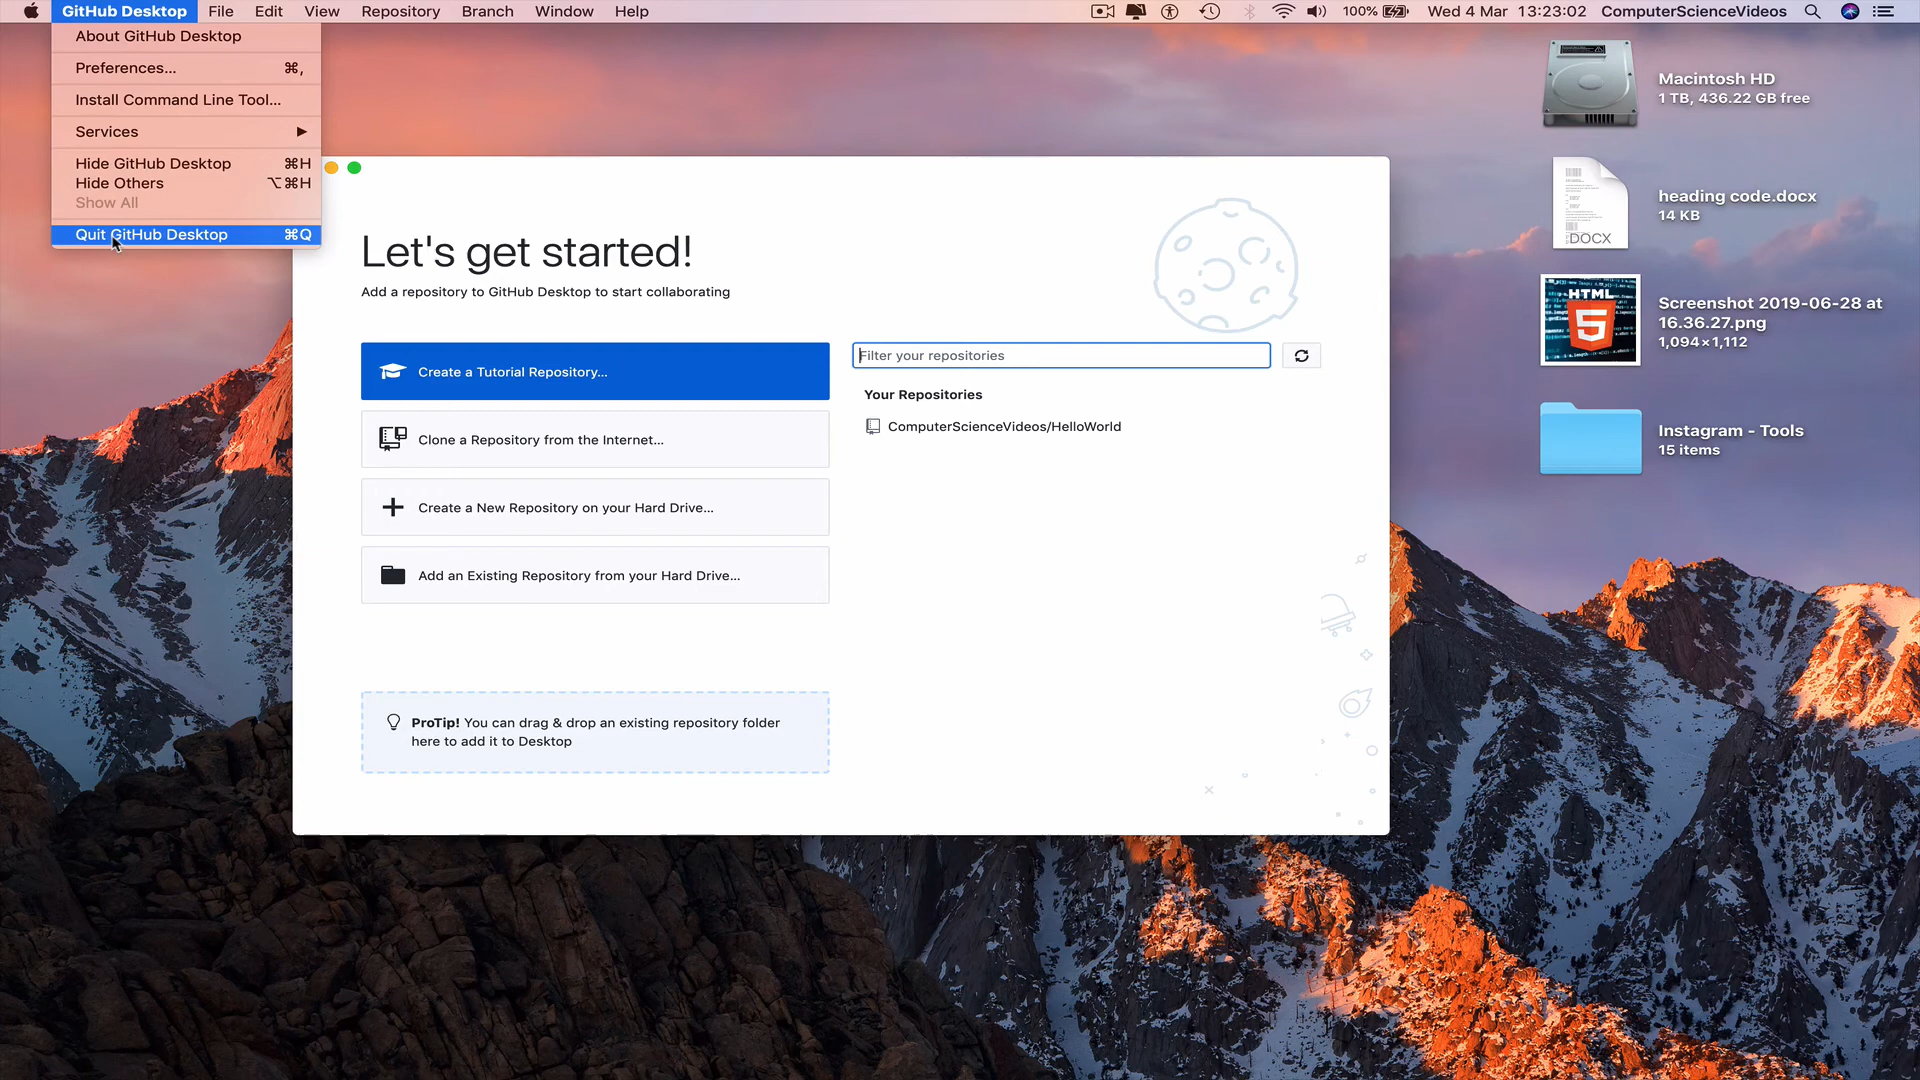 GitHub Desktop File Edit View Repository Branch Window Help 100% Wed 4 Mar 13:23:02 ComputerScienceVideos
About GitHub Desktop
Preferences... ⌘,
Install Command Line Tool...
Services ▶
Hide GitHub Desktop ⌘H
Hide Others ⌥⌘H
Show All
Quit GitHub Desktop ⌘Q
Let's get started!
Add a repository to GitHub Desktop to start collaborating
Create a Tutorial Repository...
Clone a Repository from the Internet...
Create a New Repository on your Hard Drive...
Add an Existing Repository from your Hard Drive...
ProTip! You can drag & drop an existing repository folder
here to add it to Desktop
Filter your repositories
Your Repositories
ComputerScienceVideos/HelloWorld
Macintosh HD
1 TB, 436.22 GB free
DOCX
heading code.docx
14 KB
HTML
5
Screenshot 2019-06-28 at
16.36.27.png
1,094×1,112
Instagram - Tools
15 items